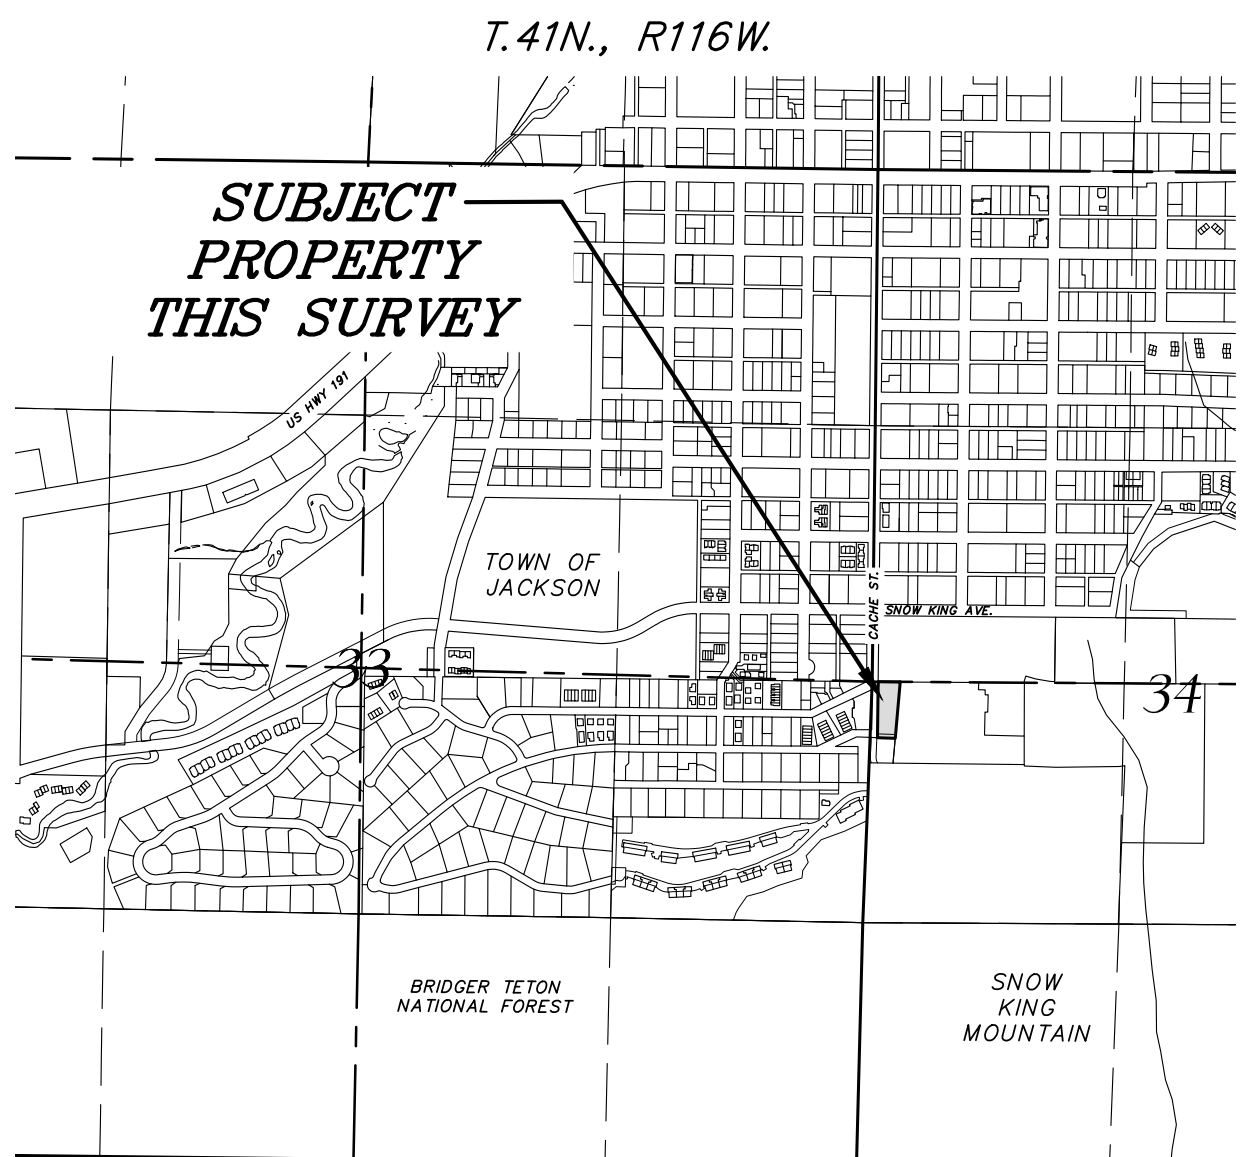 T.41N., R116W.
SUBJECT
PROPERTY
THIS SURVEY
US HWY 191
TOWN OF
JACKSON
CACHE ST.
SNOW KING AVE.
33
34
BRIDGER TETON
NATIONAL FOREST
SNOW
KING
MOUNTAIN